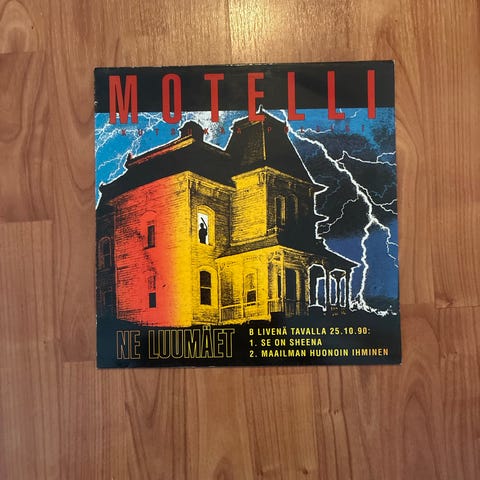 MOTELLI
NE LUUMÄET
B LIVENÄ TAVALLA 25.10.90:
1. SE ON SHEENA
2. MAAILMAN HUONOIN IHMINEN